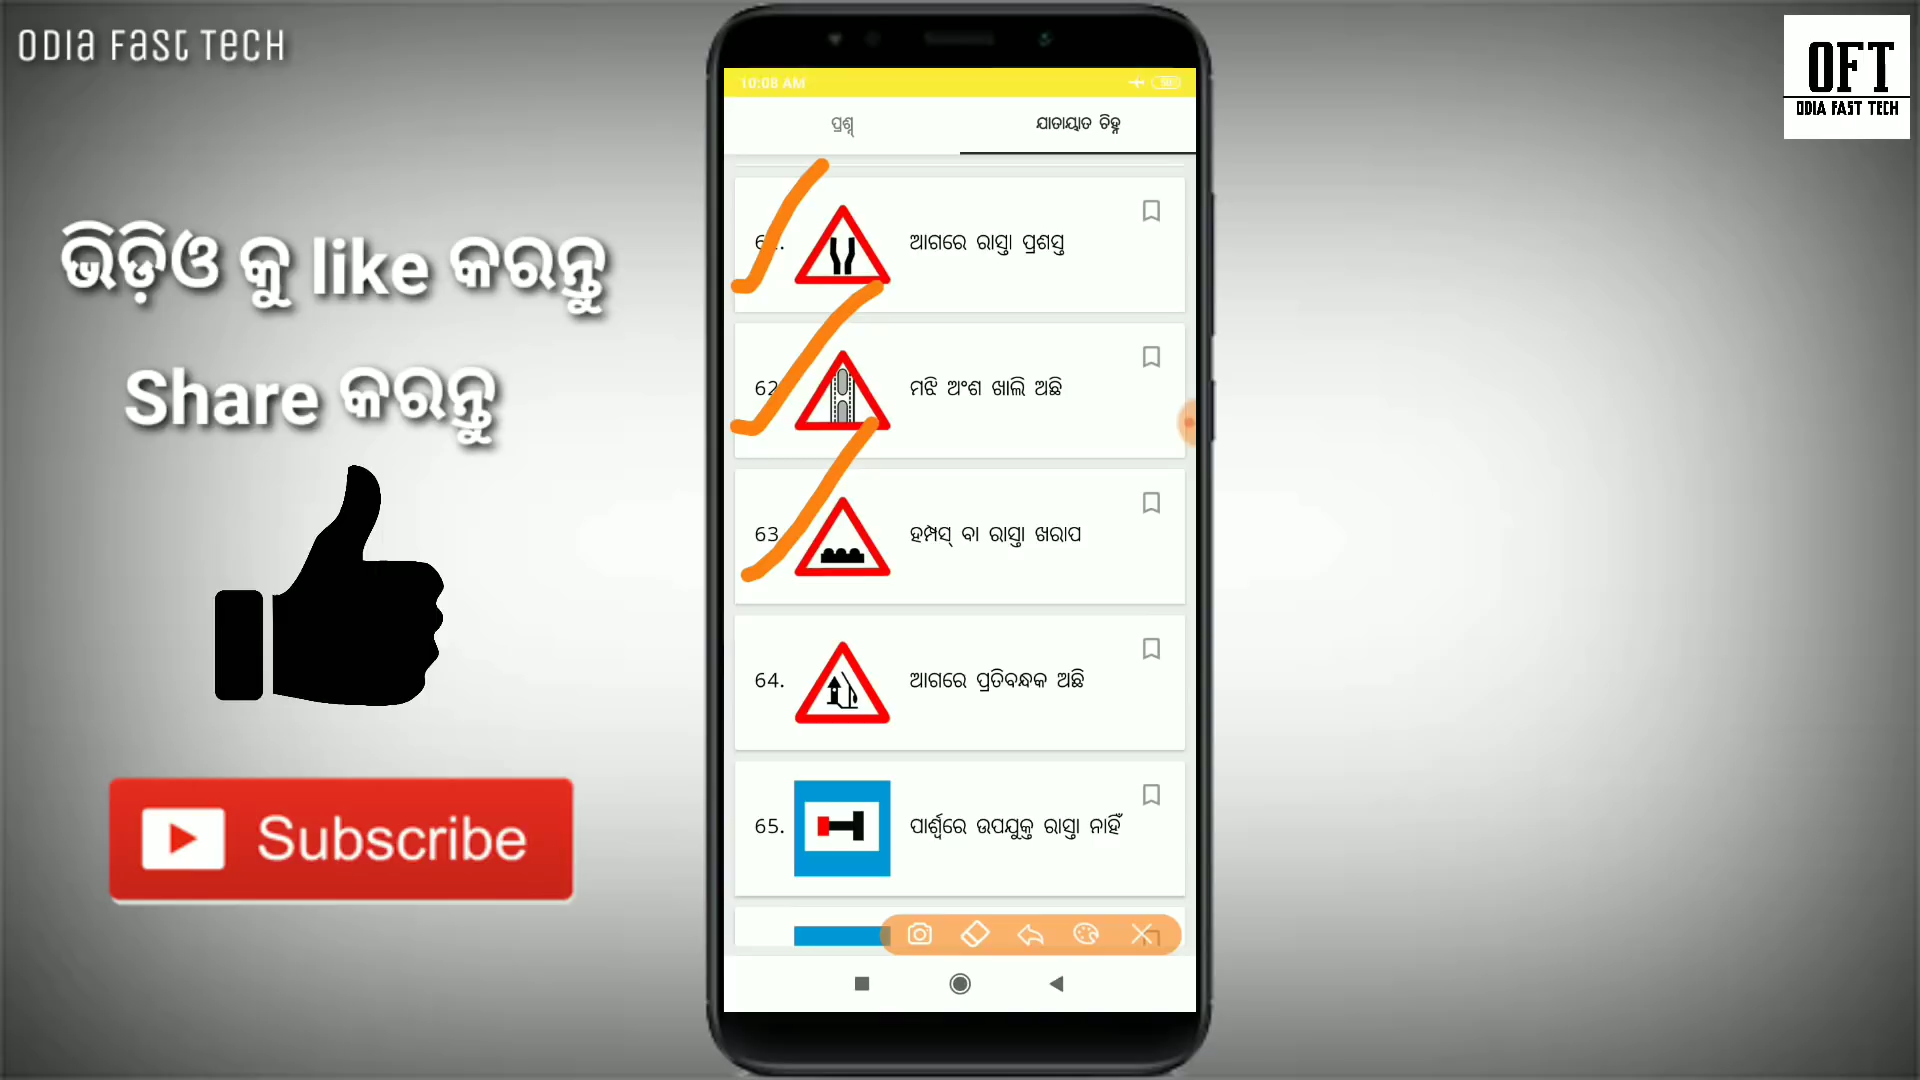 ODIA FAST TECH
OFT
ODIA FAST TECH
ଭିଡ଼ିଓ କୁ like କରନ୍ତୁ
Share କରନ୍ତୁ
Subscribe
10:08 AM
ପ୍ରଶ୍ନ
ଯାତାୟାତ ଚିହ୍ନ
ଆଗରେ ରାସ୍ତା ପ୍ରଶସ୍ତ
62
ମଝି ଅଂଶ ଖାଲି ଅଛି
63
ହମ୍ପସ୍ ବା ରାସ୍ତା ଖରାପ
64.
ଆଗରେ ପ୍ରତିବନ୍ଧକ ଅଛି
65.
ପାର୍ଶ୍ୱରେ ଉପଯୁକ୍ତ ରାସ୍ତା ନାହିଁ